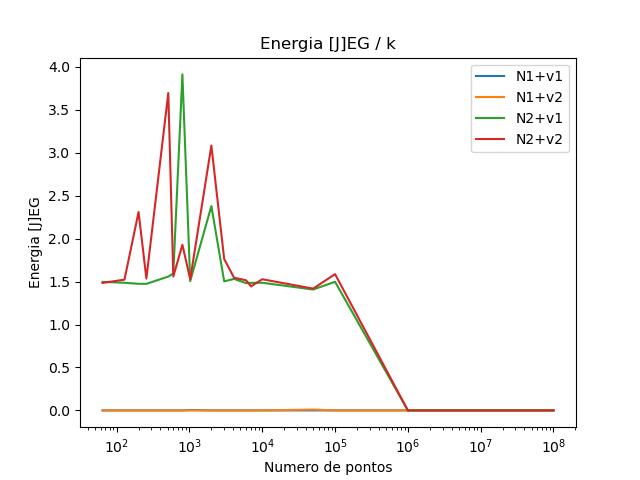 Energia [J]EG / k
4.0
3.5
3.0
2.5
2.0
1.5
1.0
0.5
0.0
Energia [J]EG
N1+v1
N1+v2
N2+v1
N2+v2
10² 10³ 10⁴ 10⁵ 10⁶ 10⁷ 10⁸
Numero de pontos